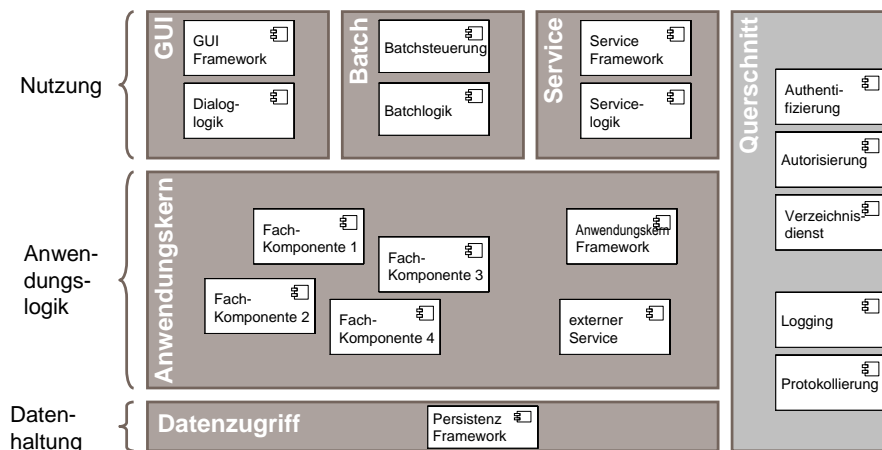 Nutzung
GUI
GUI
Framework
Dialog-
logik
Batch
Batchsteuerung
Batchlogik
Service
Service
Framework
Service-
logik
Querschnitt
Authenti-
fizierung
Autorisierung
Verzeichnis
dienst
Logging
Protokollierung
Anwen-
dungs-
logik
Anwendungskern
Fach-
Komponente 1
Fach-
Komponente 2
Fach-
Komponente 3
Fach-
Komponente 4
Anwendungskern
Framework
externer
Service
Daten-
haltung
Datenzugriff
Persistenz
Framework